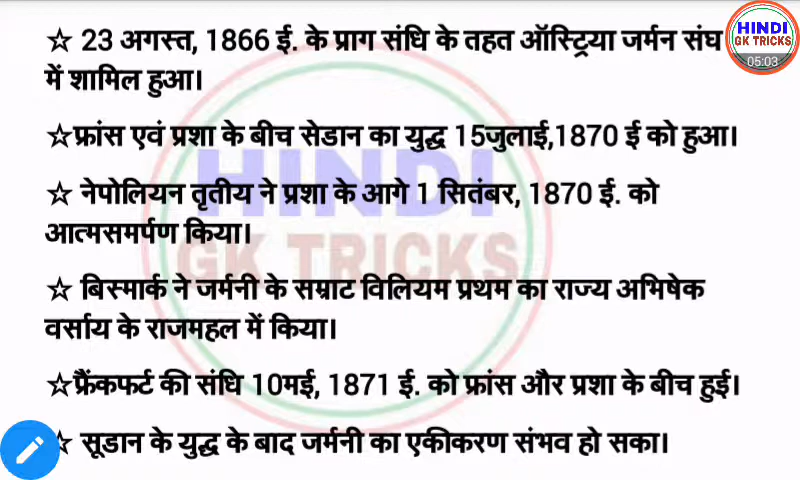 ☆ 23 अगस्त, 1866 ई. के प्राग संधि के तहत ऑस्ट्रिया जर्मन संघ
में शामिल हुआ।
☆फ्रांस एवं प्रशा के बीच सेडान का युद्ध 15जुलाई,1870 ई को हुआ।
☆ नेपोलियन तृतीय ने प्रशा के आगे 1 सितंबर, 1870 ई. को
आत्मसमर्पण किया।
☆ बिस्मार्क ने जर्मनी के सम्राट विलियम प्रथम का राज्य अभिषेक
वर्साय के राजमहल में किया।
☆फ्रैंकफर्ट की संधि 10मई, 1871 ई. को फ्रांस और प्रशा के बीच हुई।
☆ सूडान के युद्ध के बाद जर्मनी का एकीकरण संभव हो सका।
HINDI
GK TRICKS
05:03
HINDI
GK TRICKS